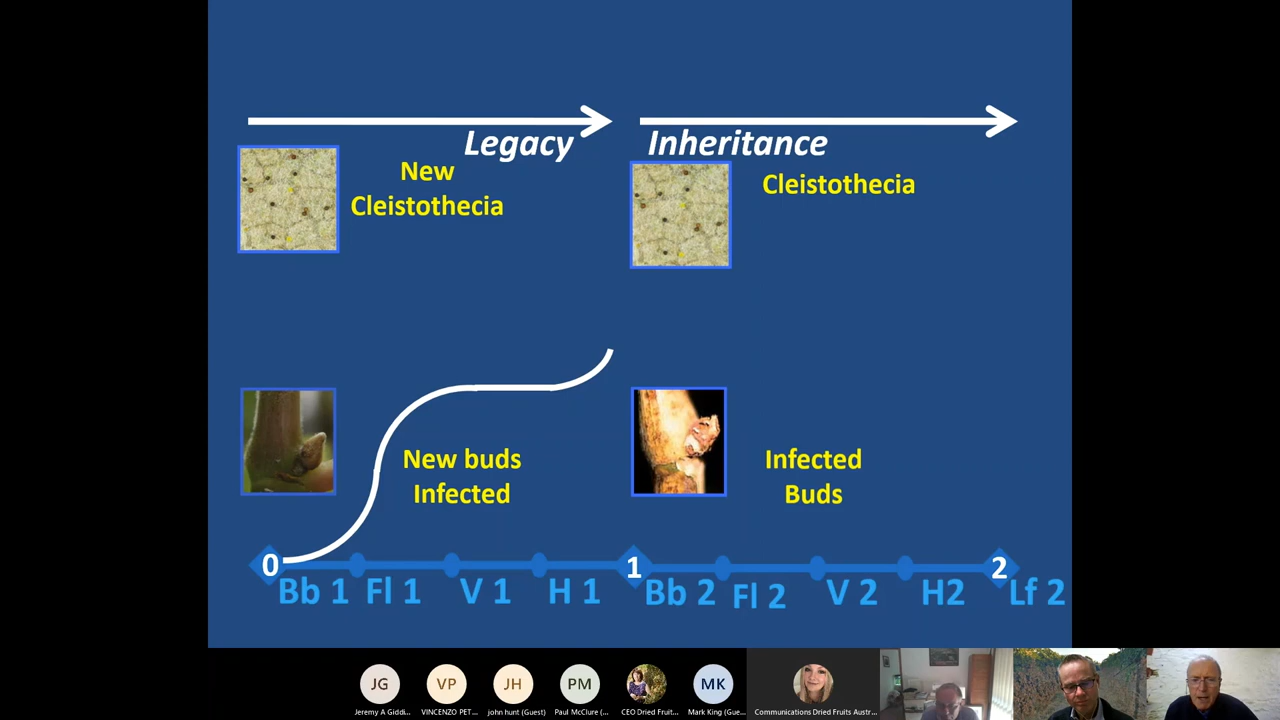 Legacy
Inheritance
New
Cleistothecia
Cleistothecia
New buds
Infected
Infected
Buds
0
1
2
Bb 1
Fl 1
V 1
H 1
Bb 2
Fl 2
V 2
H2
Lf 2
JG
VP
JH
PM
MK
Jeremy A Giddi...
VINCENZO PET...
john hunt (Guest)
Paul McClure (...
CEO Dried Fruit...
Mark King (Gue...
Communications Dried Fruits Austr...